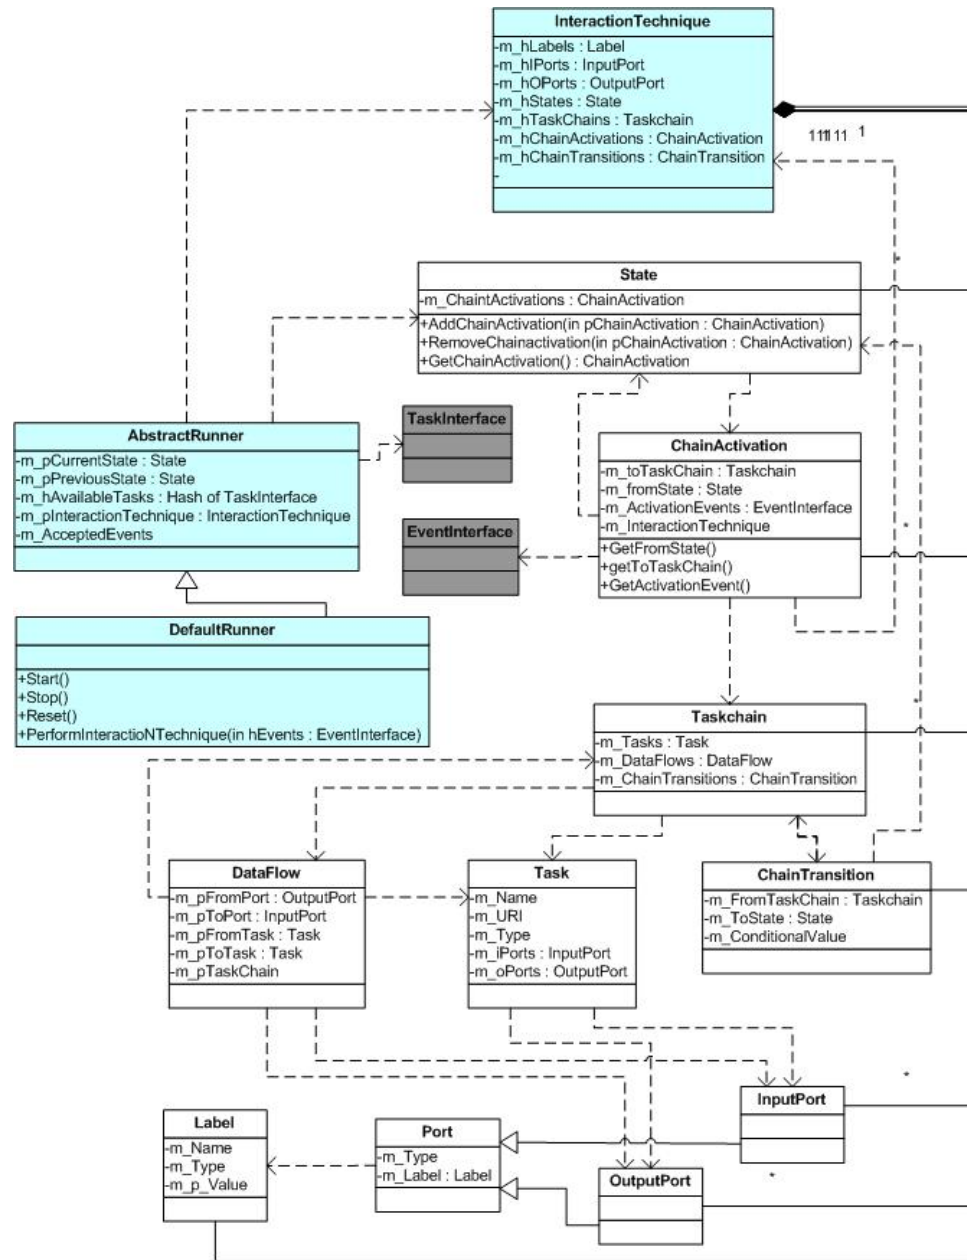 InteractionTechnique
-m_hLabels : Label
-m_hIPorts : InputPort
-m_hOPorts : OutputPort
-m_hStates : State
-m_hTaskChains : Taskchain
-m_hChainActivations : ChainActivation
-m_hChainTransitions : ChainTransition
-
1
*
State
-m_ChaintActivations : ChainActivation
+AddChainActivation(in pChainActivation : ChainActivation)
+RemoveChainactivation(in pChainActivation : ChainActivation)
+GetChainActivation() : ChainActivation
TaskInterface
AbstractRunner
-m_pCurrentState : State
-m_pPreviousState : State
-m_hAvailableTasks : Hash of TaskInterface
-m_pInteractionTechnique : InteractionTechnique
-m_AcceptedEvents
ChainActivation
-m_toTaskChain : Taskchain
-m_fromState : State
-m_ActivationEvents : EventInterface
-m_InteractionTechnique
+GetFromState()
+getToTaskChain()
+GetActivationEvent()
*
EventInterface
DefaultRunner
+Start()
+Stop()
+Reset()
+PerformInteractioNTechnique(in hEvents : EventInterface)
*
Taskchain
-m_Tasks : Task
-m_DataFlows : DataFlow
-m_ChainTransitions : ChainTransition
DataFlow
-m_pFromPort : OutputPort
-m_pToPort : InputPort
-m_pFromTask : Task
-m_pToTask : Task
-m_pTaskChain
Task
-m_Name
-m_URI
-m_Type
-m_iPorts : InputPort
-m_oPorts : OutputPort
ChainTransition
-m_FromTaskChain : Taskchain
-m_ToState : State
-m_ConditionalValue
*
InputPort
Label
-m_Name
-m_Type
-m_p_Value
Port
-m_Type
-m_Label : Label
*
OutputPort